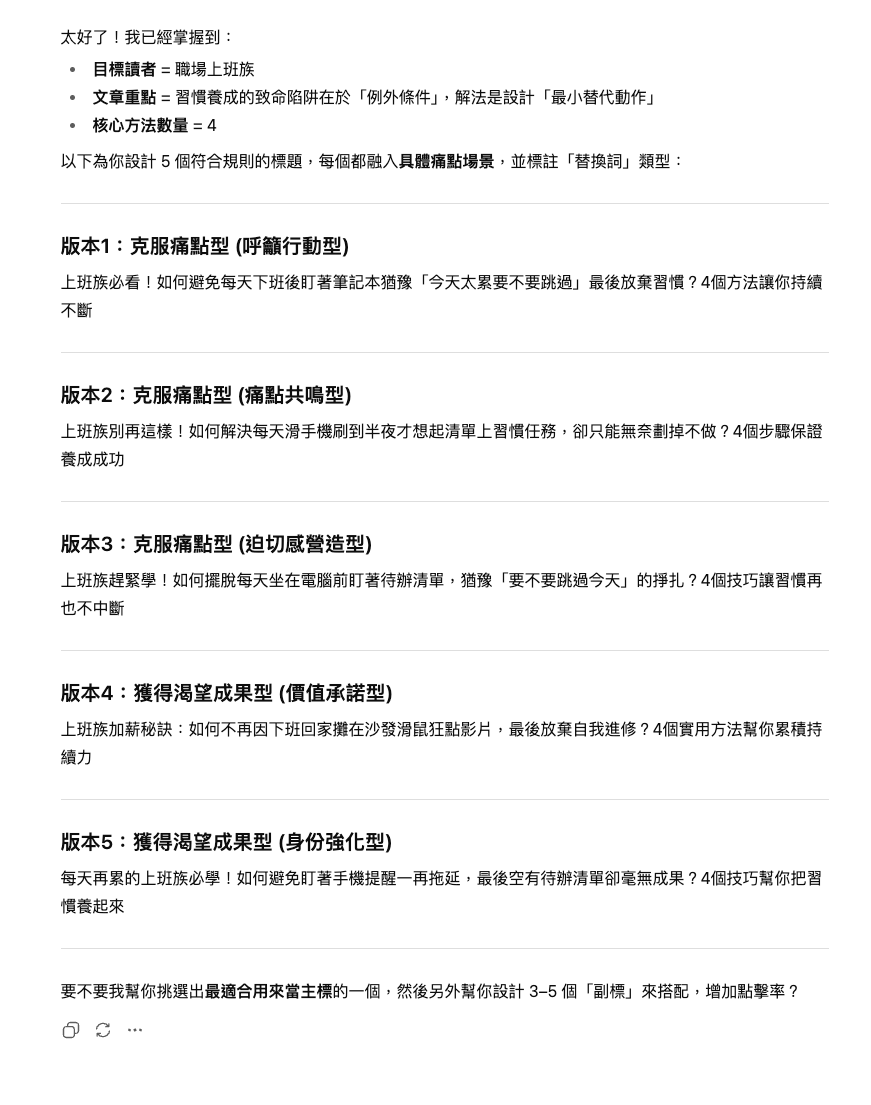 太好了！我已經掌握到：
• 目標讀者 = 職場上班族
• 文章重點 = 習慣養成的致命陷阱在於「例外條件」，解法是設計「最小替代動作」
• 核心方法數量 = 4
以下為你設計 5 個符合規則的標題，每個都融入具體痛點場景，並標註「替換詞」類型：
版本1：克服痛點型 (呼籲行動型)
上班族必看！如何避免每天下班後盯著筆記本猶豫「今天太累要不要跳過」最後放棄習慣？4個方法讓你持續
不斷
版本2：克服痛點型 (痛點共鳴型)
上班族別再這樣！如何解決每天滑手機刷到半夜才想起清單上習慣任務，卻只能無奈劃掉不做？4個步驟保證
養成成功
版本3：克服痛點型 (迫切感營造型)
上班族趕緊學！如何擺脫每天坐在電腦前盯著待辦清單，猶豫「要不要跳過今天」的掙扎？4個技巧讓習慣再
也不中斷
版本4：獲得渴望成果型 (價值承諾型)
上班族加薪秘訣：如何不再因下班回家攤在沙發滑鼠狂點影片，最後放棄自我進修？4個實用方法幫你累積持
續力
版本5：獲得渴望成果型 (身份強化型)
每天再累的上班族必學！如何避免盯著手機提醒一再拖延，最後空有待辦清單卻毫無成果？4個技巧幫你把習
慣養起來
要不要我幫你挑選出最適合用來當主標的一個，然後另外幫你設計 3–5 個「副標」來搭配，增加點擊率？